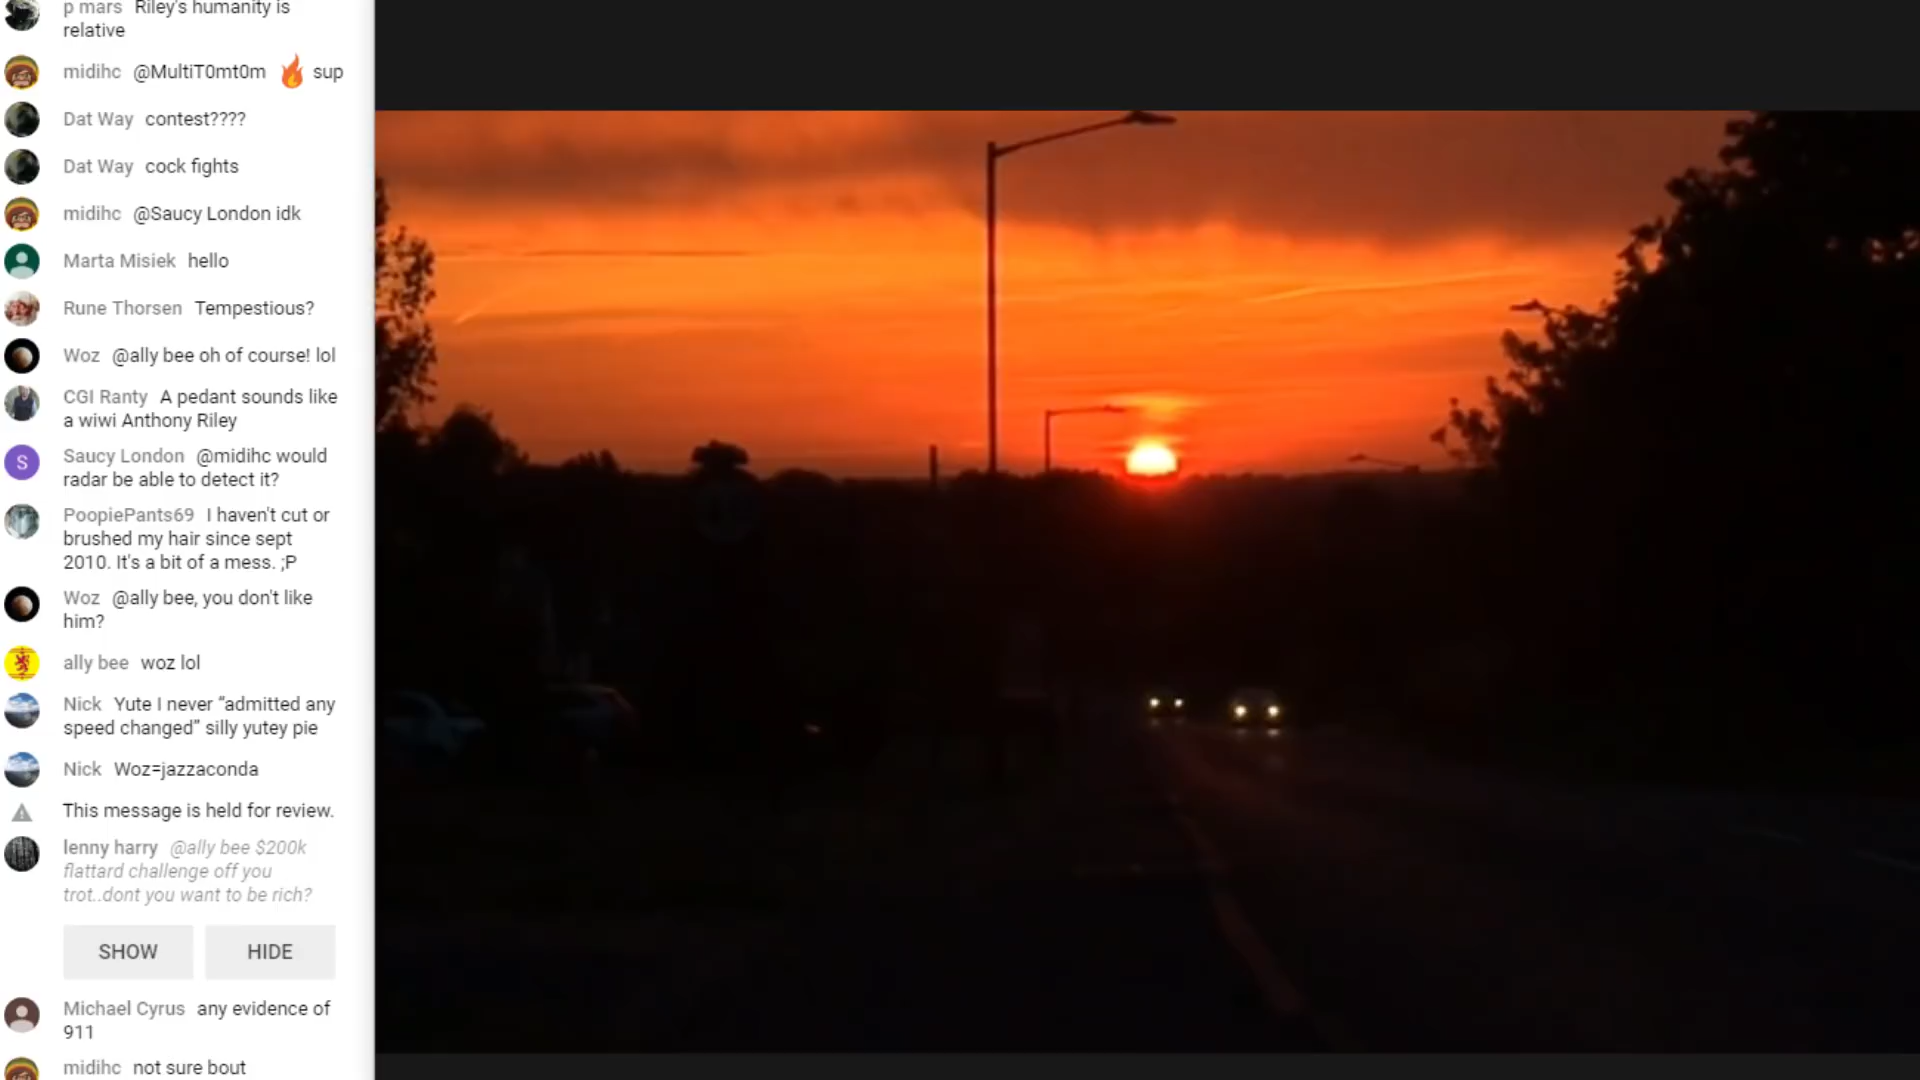 p mars Riley's humanity is
relative
midihc @MultiT0mt0m 🔥 sup
Dat Way contest????
Dat Way cock fights
midihc @Saucy London idk
Marta Misiek hello
Rune Thorsen Tempestious?
Woz @ally bee oh of course! lol
CGI Ranty A pedant sounds like
a wiwi Anthony Riley
S
Saucy London @midihc would
radar be able to detect it?
PoopiePants69 I haven't cut or
brushed my hair since sept
2010. It's a bit of a mess. ;P
Woz @ally bee, you don't like
him?
ally bee woz lol
Nick Yute I never “admitted any
speed changed” silly yutey pie
Nick Woz=jazzaconda
This message is held for review.
lenny harry @ally bee $200k
flattard challenge off you
trot..dont you want to be rich?
SHOW HIDE
Michael Cyrus any evidence of
911
midihc not sure bout